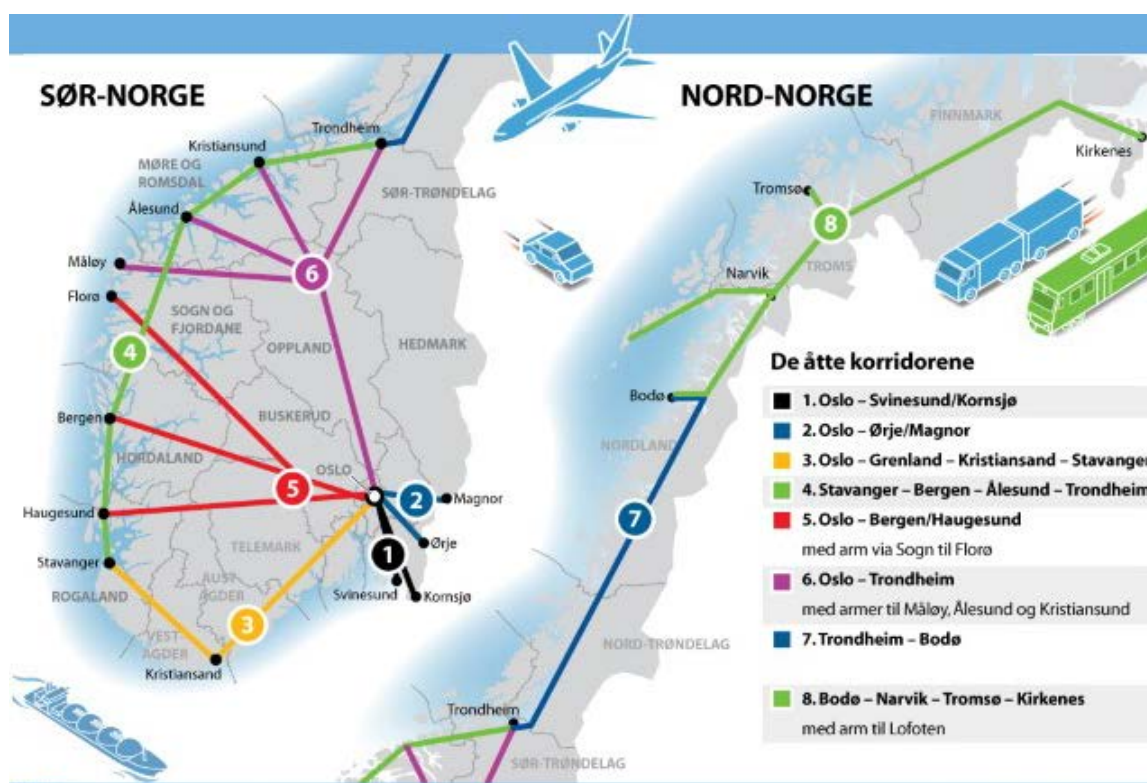 SØR-NORGE
Trondheim
Kristiansund
MØRE OG
ROMSDAL
SØR-TRØNDELAG
Ålesund
Måløy
6
Florø
SOGN OG
FJORDANE
OPPLAND
HEDMARK
4
Bergen
BUSKERUD
HORDALAND
OSLO
5
2
Magnor
Haugesund
TELEMARK
Ørje
1
Stavanger
AUST
AGDER
Svinesund
Kornsjø
ROGALAND
3
VEST
AGDER
Kristiansand
NORD-NORGE
FINNMARK
Kirkenes
Tromsø
8
TROMS
Narvik
Bodø
NORDLAND
7
NORD-TRØNDELAG
Trondheim
SØR-TRØNDELAG
De åtte korridorene
1. Oslo – Svinesund/Kornsjø
2. Oslo – Ørje/Magnor
3. Oslo – Grenland – Kristiansand – Stavanger
4. Stavanger – Bergen – Ålesund – Trondheim
5. Oslo – Bergen/Haugesund
med arm via Sogn til Florø
6. Oslo – Trondheim
med armer til Måløy, Ålesund og Kristiansund
7. Trondheim – Bodø
8. Bodø – Narvik – Tromsø – Kirkenes
med arm til Lofoten